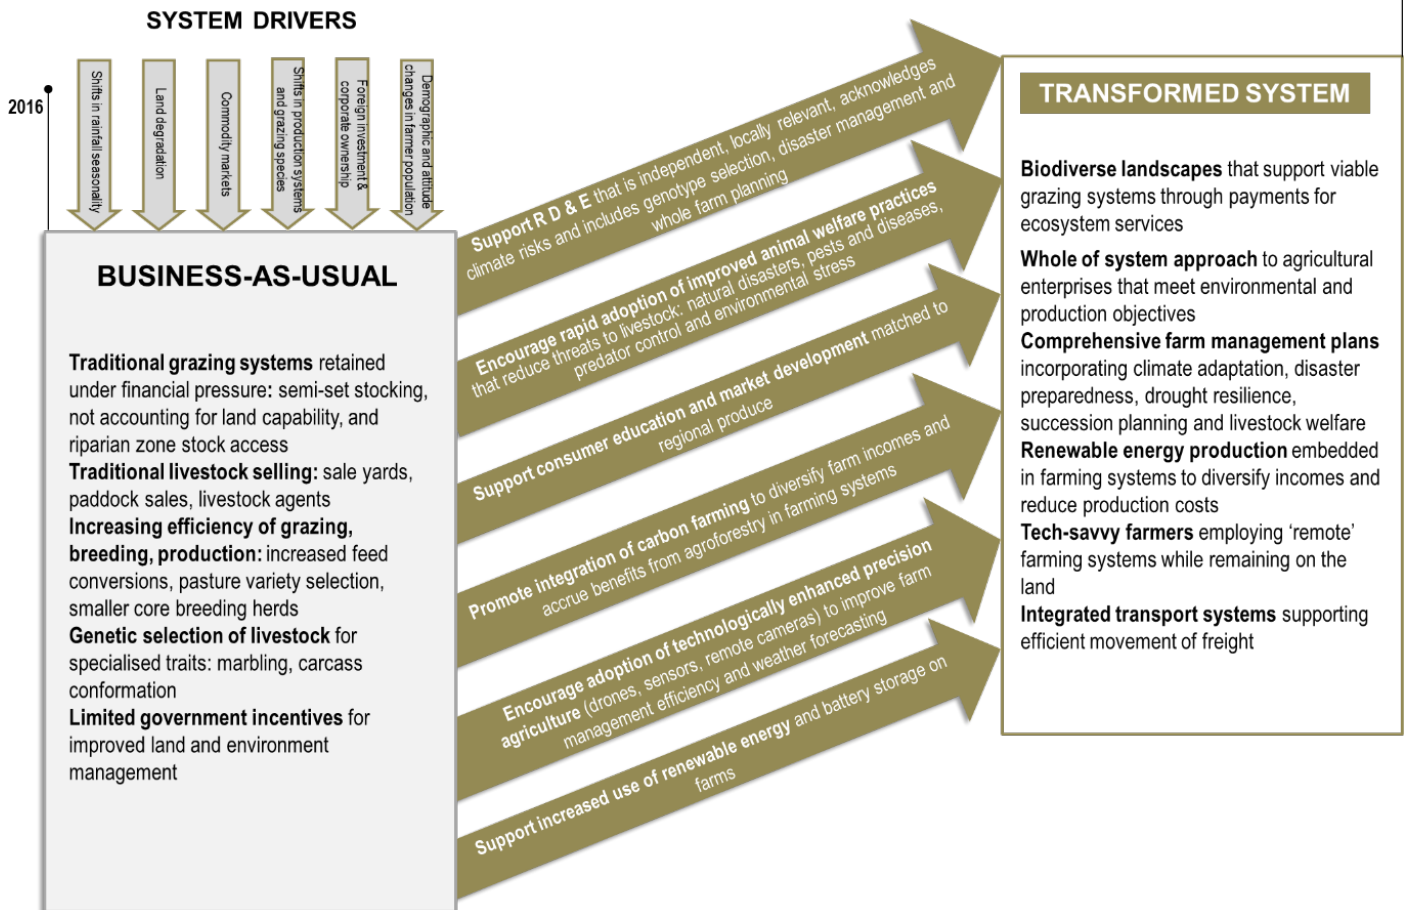 SYSTEM DRIVERS
2016
Shifts in rainfall seasonality
Land degradation
Commodity markets
Shifts in production systems
and grazing species
Foreign investment &
corporate ownership
Demographic and attitude
changes in farmer population
BUSINESS-AS-USUAL
Traditional grazing systems retained
under financial pressure: semi-set stocking,
not accounting for land capability, and
riparian zone stock access
Traditional livestock selling: sale yards,
paddock sales, livestock agents
Increasing efficiency of grazing,
breeding, production: increased feed
conversions, pasture variety selection,
smaller core breeding herds
Genetic selection of livestock for
specialised traits: marbling, carcass
conformation
Limited government incentives for
improved land and environment
management
Support R D & E that is independent, locally relevant, acknowledges
climate risks and includes genotype selection, disaster management and
whole farm planning
Encourage rapid adoption of improved animal welfare practices
that reduce threats to livestock: natural disasters, pests and diseases,
predator control and environmental stress
Support consumer education and market development matched to
regional produce
Promote integration of carbon farming to diversify farm incomes and
accrue benefits from agroforestry in farming systems
Encourage adoption of technologically enhanced precision
agriculture (drones, sensors, remote cameras) to improve farm
management efficiency and weather forecasting
Support increased use of renewable energy and battery storage on
farms
TRANSFORMED SYSTEM
Biodiverse landscapes that support viable
grazing systems through payments for
ecosystem services
Whole of system approach to agricultural
enterprises that meet environmental and
production objectives
Comprehensive farm management plans
incorporating climate adaptation, disaster
preparedness, drought resilience,
succession planning and livestock welfare
Renewable energy production embedded
in farming systems to diversify incomes and
reduce production costs
Tech-savvy farmers employing ‘remote’
farming systems while remaining on the
land
Integrated transport systems supporting
efficient movement of freight